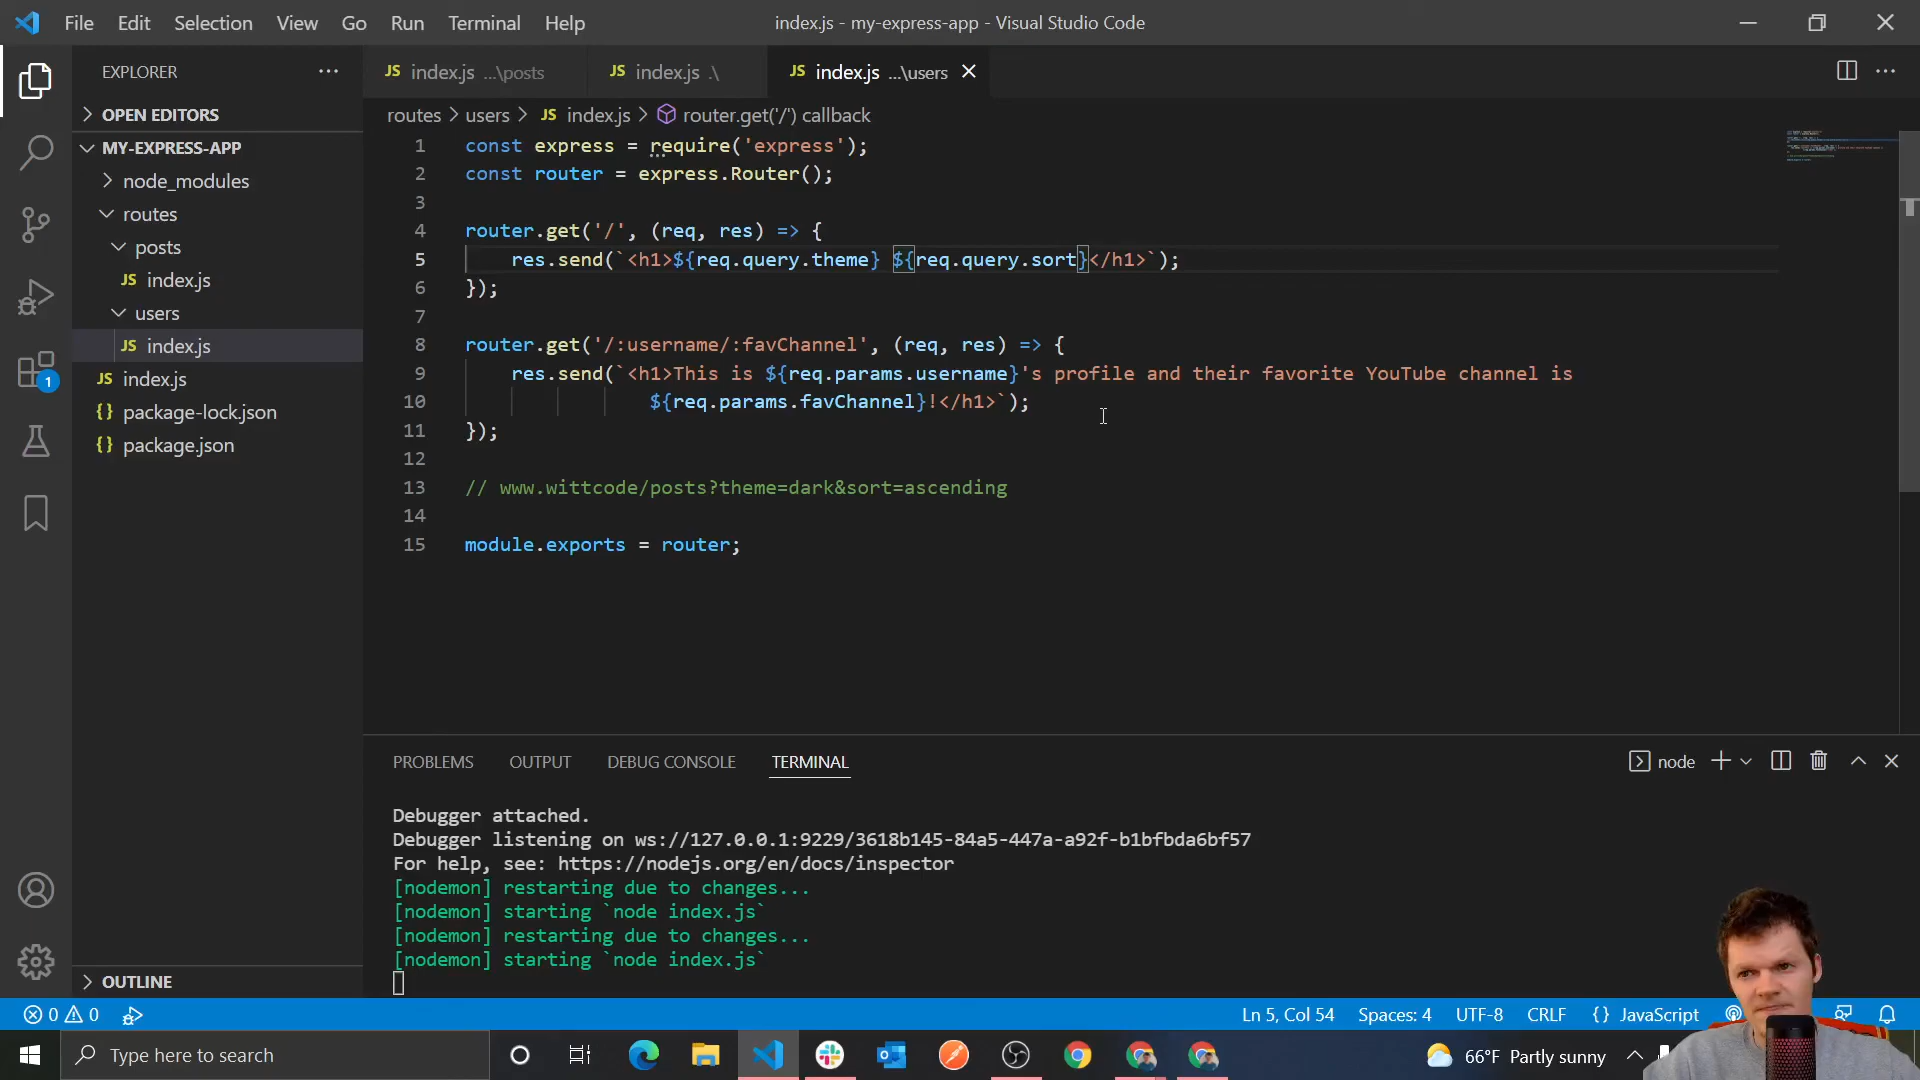 File Edit Selection View Go Run Terminal Help
index.js - my-express-app - Visual Studio Code
EXPLORER
OPEN EDITORS
MY-EXPRESS-APP
node_modules
routes
posts
JS index.js
users
JS index.js
JS index.js
{} package-lock.json
{} package.json
OUTLINE
1
JS index.js ...\posts
JS index.js .\
JS index.js ...\users
routes > users > JS index.js > router.get('/') callback
1 const express = require('express');
2 const router = express.Router();
3
4 router.get('/', (req, res) => {
5 res.send(`<h1>${req.query.theme} ${req.query.sort}</h1>`);
6 });
7
8 router.get('/:username/:favChannel', (req, res) => {
9 res.send(`<h1>This is ${req.params.username}'s profile and their favorite YouTube channel is
10 ${req.params.favChannel}!</h1>`);
11 });
12
13 // www.wittcode/posts?theme=dark&sort=ascending
14
15 module.exports = router;
PROBLEMS OUTPUT DEBUG CONSOLE TERMINAL
node
Debugger attached.
Debugger listening on ws://127.0.0.1:9229/3618b145-84a5-447a-a92f-b1bfbda6bf57
For help, see: https://nodejs.org/en/docs/inspector
[nodemon] restarting due to changes...
[nodemon] starting `node index.js`
[nodemon] restarting due to changes...
[nodemon] starting `node index.js`
0 0
Ln 5, Col 54 Spaces: 4 UTF-8 CRLF {} JavaScript
Type here to search
66°F Partly sunny